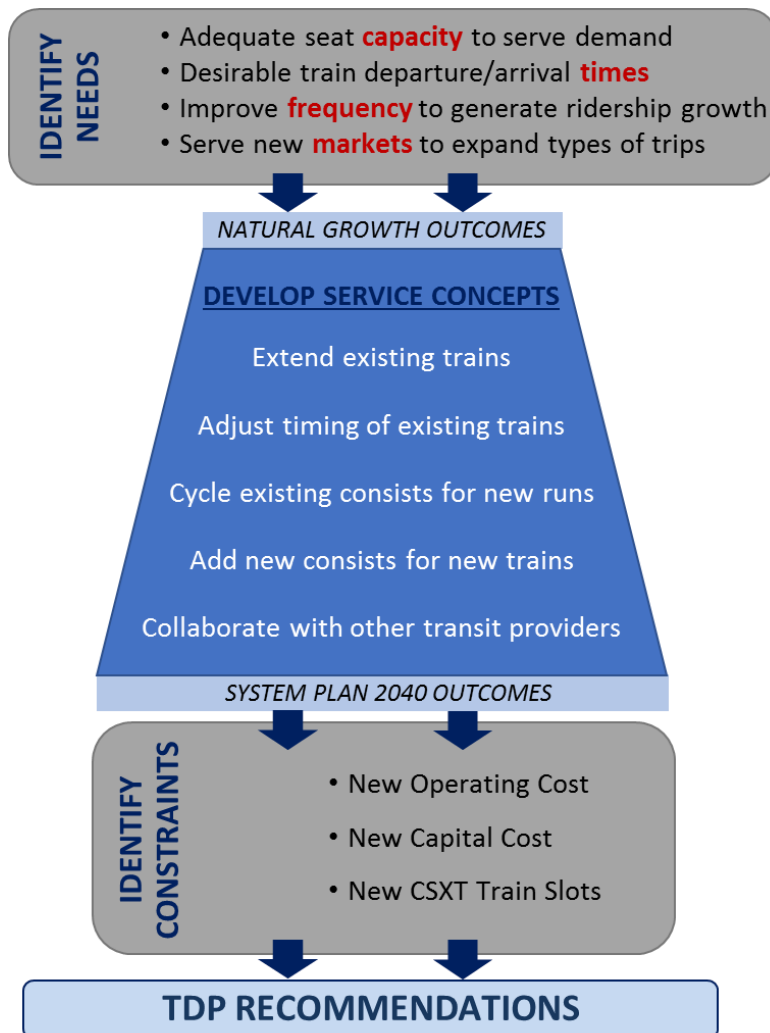 IDENTIFY
NEEDS
• Adequate seat capacity to serve demand
• Desirable train departure/arrival times
• Improve frequency to generate ridership growth
• Serve new markets to expand types of trips
NATURAL GROWTH OUTCOMES
DEVELOP SERVICE CONCEPTS
Extend existing trains
Adjust timing of existing trains
Cycle existing consists for new runs
Add new consists for new trains
Collaborate with other transit providers
SYSTEM PLAN 2040 OUTCOMES
IDENTIFY
CONSTRAINTS
• New Operating Cost
• New Capital Cost
• New CSXT Train Slots
TDP RECOMMENDATIONS